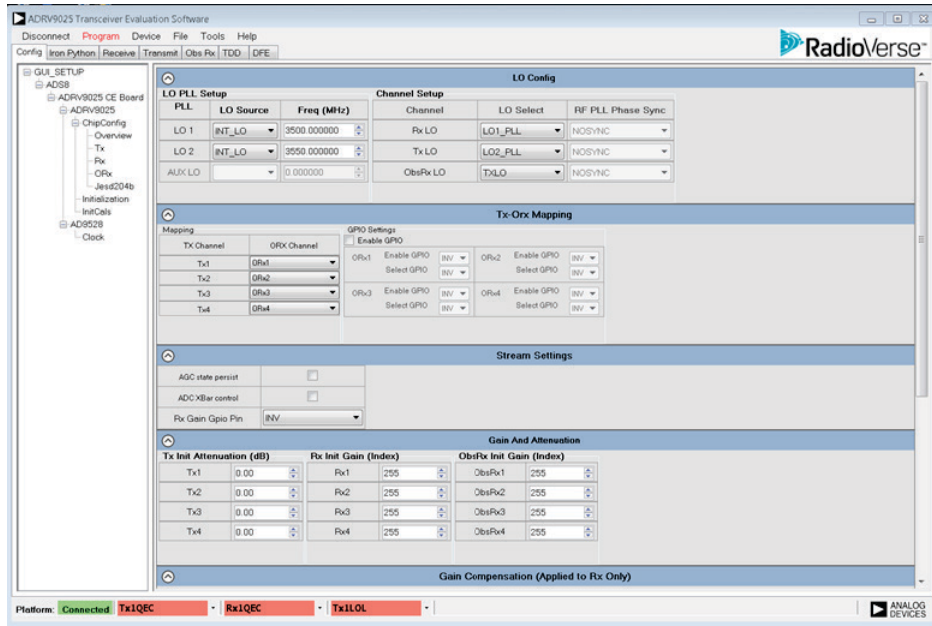 ADRV9025 Transceiver Evaluation Software
Disconnect Program Device File Tools Help
Config Iron Python Receive Transmit Obs Rx TDD DFE
RadioVerse™
GUI_SETUP
ADS8
ADRV9025 CE Board
ADRV9025
ChipConfig
Overview
Tx
Rx
ORx
Jesd204b
Initialization
InitCals
AD9528
Clock
LO Config
LO PLL Setup
PLL LO Source Freq (MHz)
LO 1 INT_LO 3500.000000
LO 2 INT_LO 3550.000000
AUX LO 0.000000
Channel Setup
Channel LO Select RF PLL Phase Sync
Rx LO LO1_PLL NOSYNC
Tx LO LO2_PLL NOSYNC
ObsRx LO TXLO NOSYNC
Tx-Orx Mapping
Mapping
TX Channel ORX Channel
Tx1 ORx1
Tx2 ORx2
Tx3 ORx3
Tx4 ORx4
GPIO Settings
Enable GPIO
ORx1 Enable GPIO INV ORx2 Enable GPIO INV
Select GPIO INV Select GPIO INV
ORx3 Enable GPIO INV ORx4 Enable GPIO INV
Select GPIO INV Select GPIO INV
Stream Settings
AGC state persist
ADC XBar control
Rx Gain Gpio Pin INV
Gain And Attenuation
Tx Init Attenuation (dB) Rx Init Gain (Index) ObsRx Init Gain (Index)
Tx1 0.00 Rx1 255 ObsRx1 255
Tx2 0.00 Rx2 255 ObsRx2 255
Tx3 0.00 Rx3 255 ObsRx3 255
Tx4 0.00 Rx4 255 ObsRx4 255
Gain Compensation (Applied to Rx Only)
Platform: Connected Tx1QEC - Rx1QEC - Tx1LOL -
ANALOG
DEVICES